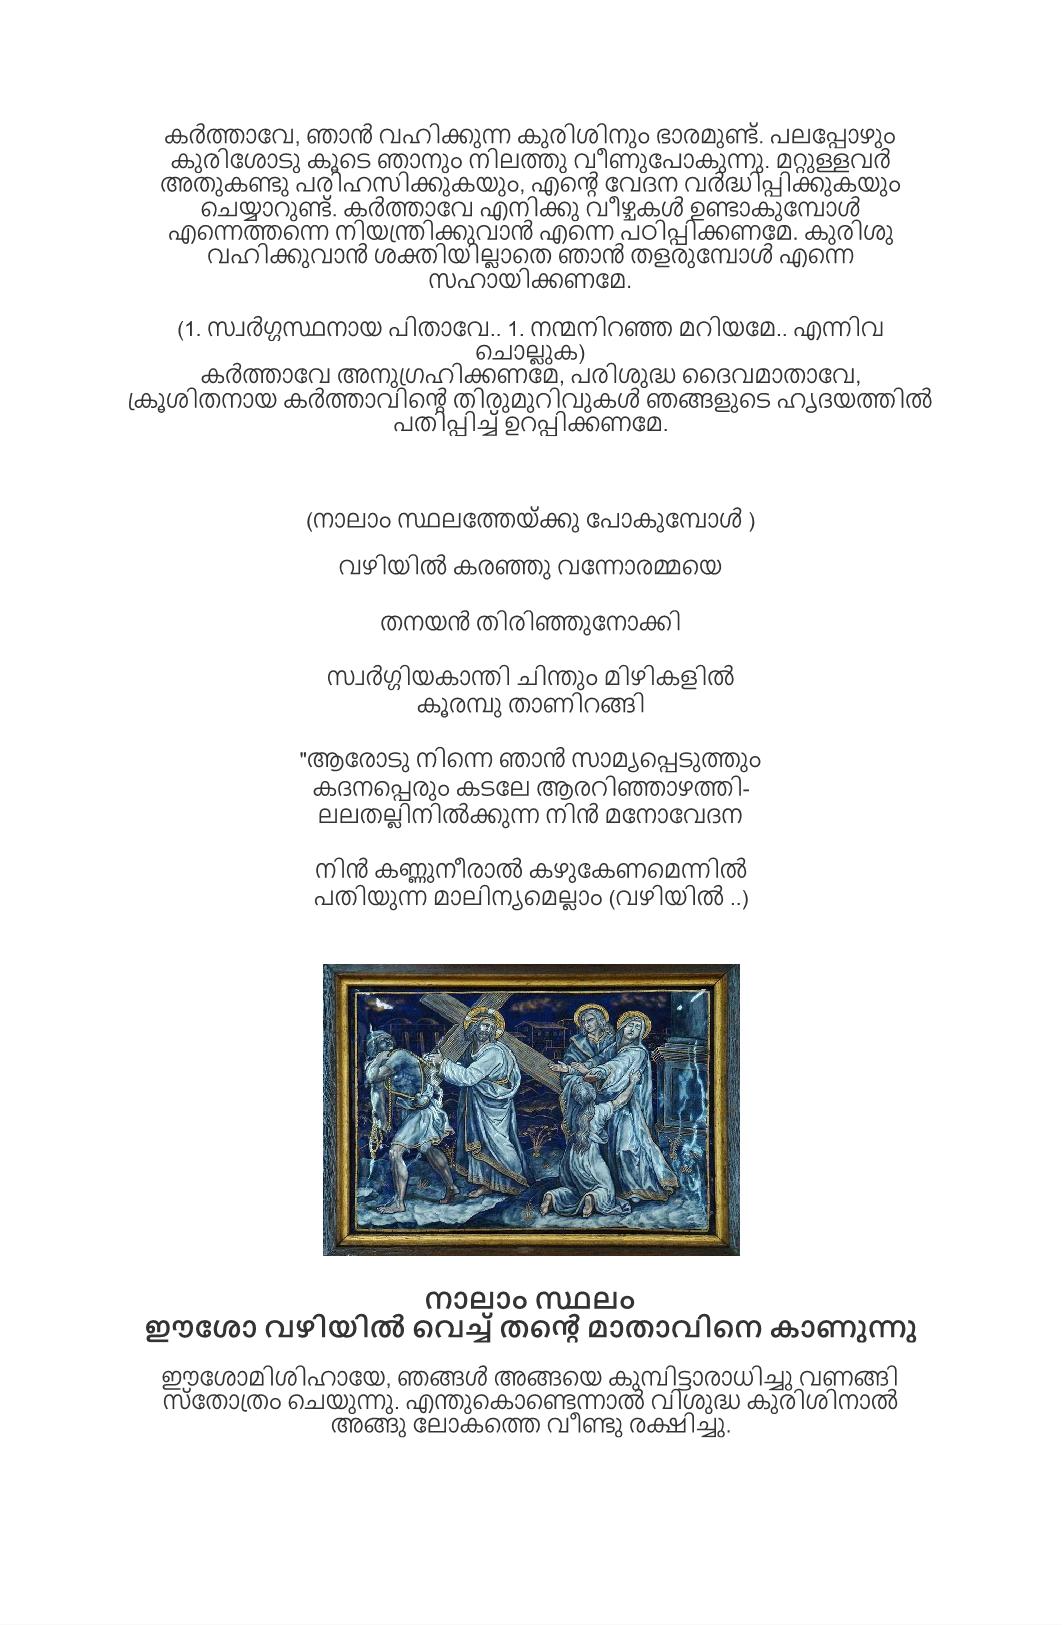 കർത്താവേ, ഞാൻ വഹിക്കുന്ന കുരിശിനും ഭാരമുണ്ട്. പലപ്പോഴും
കുരിശോടു കൂടെ ഞാനും നിലത്തു വീണുപോകുന്നു. മറ്റുള്ളവർ
അതുകണ്ടു പരിഹസിക്കുകയും, എന്റെ വേദന വർദ്ധിപ്പിക്കുകയും
ചെയ്യാറുണ്ട്. കർത്താവേ എനിക്കു വീഴ്ചകൾ ഉണ്ടാകുമ്പോൾ
എന്നെത്തന്നെ നിയന്ത്രിക്കുവാൻ എന്നെ പഠിപ്പിക്കണമേ. കുരിശു
വഹിക്കുവാൻ ശക്തിയില്ലാതെ ഞാൻ തളരുമ്പോൾ എന്നെ
സഹായിക്കണമേ.
(1. സ്വർഗ്ഗസ്ഥനായ പിതാവേ.. 1. നന്മനിറഞ്ഞ മറിയമേ.. എന്നിവ
ചൊല്ലുക)
കർത്താവേ അനുഗ്രഹിക്കണമേ, പരിശുദ്ധ ദൈവമാതാവേ,
ക്രൂശിതനായ കർത്താവിന്റെ തിരുമുറിവുകൾ ഞങ്ങളുടെ ഹൃദയത്തിൽ
പതിപ്പിച്ച് ഉറപ്പിക്കണമേ.
(നാലാം സ്ഥലത്തേയ്ക്കു പോകുമ്പോൾ )
വഴിയിൽ കരഞ്ഞു വന്നോരമ്മയെ
തനയൻ തിരിഞ്ഞുനോക്കി
സ്വർഗ്ഗിയകാന്തി ചിന്തും മിഴികളിൽ
കൂരമ്പു താണിറങ്ങി
"ആരോടു നിന്നെ ഞാൻ സാമ്യപ്പെടുത്തും
കദനപ്പെരും കടലേ ആരറിഞ്ഞാഴത്തി-
ലലതല്ലിനിൽക്കുന്ന നിൻ മനോവേദന
നിൻ കണ്ണുനീരാൽ കഴുകേണമെന്നിൽ
പതിയുന്ന മാലിന്യമെല്ലാം (വഴിയിൽ ..)
നാലാം സ്ഥലം
ഈശോ വഴിയിൽ വെച്ച് തന്റെ മാതാവിനെ കാണുന്നു
ഈശോമിശിഹായേ, ഞങ്ങൾ അങ്ങയെ കുമ്പിട്ടാരാധിച്ചു വണങ്ങി
സ്തോത്രം ചെയുന്നു. എന്തുകൊണ്ടെന്നാൽ വിശുദ്ധ കുരിശിനാൽ
അങ്ങു ലോകത്തെ വീണ്ടു രക്ഷിച്ചു.